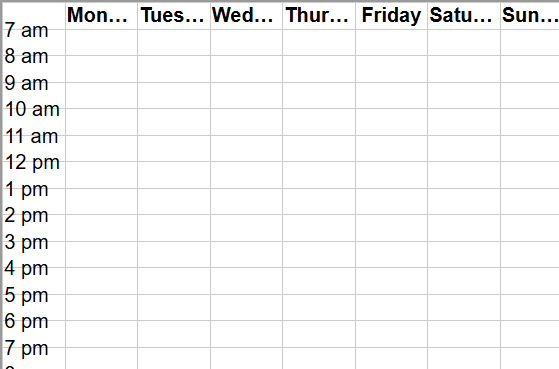 Mon... Tues... Wed... Thur... Friday Satu... Sun...
7 am
8 am
9 am
10 am
11 am
12 pm
1 pm
2 pm
3 pm
4 pm
5 pm
6 pm
7 pm